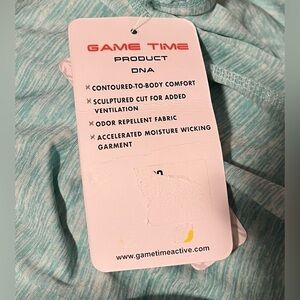 GAME TIME
PRODUCT
DNA
CONTOURED-TO-BODY COMFORT
SCULPTURED CUT FOR ADDED
VENTILATION
ODOR REPELLENT FABRIC
ACCELERATED MOISTURE WICKING
GARMENT
www.gametimeactive.com